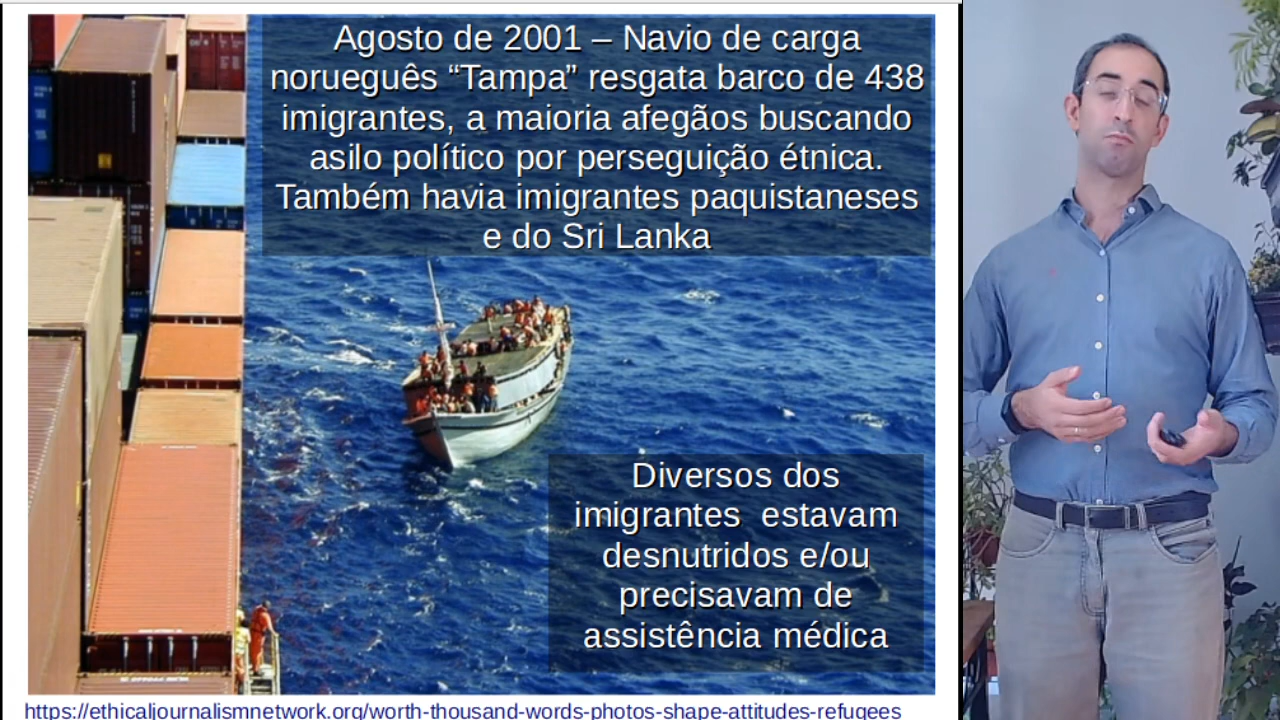 Agosto de 2001 – Navio de carga
norueguês “Tampa” resgata barco de 438
imigrantes, a maioria afegãos buscando
asilo político por perseguição étnica.
Também havia imigrantes paquistaneses
e do Sri Lanka
Diversos dos
imigrantes  estavam
desnutridos e/ou
precisavam de
assistência médica
https://ethicaljournalismnetwork.org/worth-thousand-words-photos-shape-attitudes-refugees